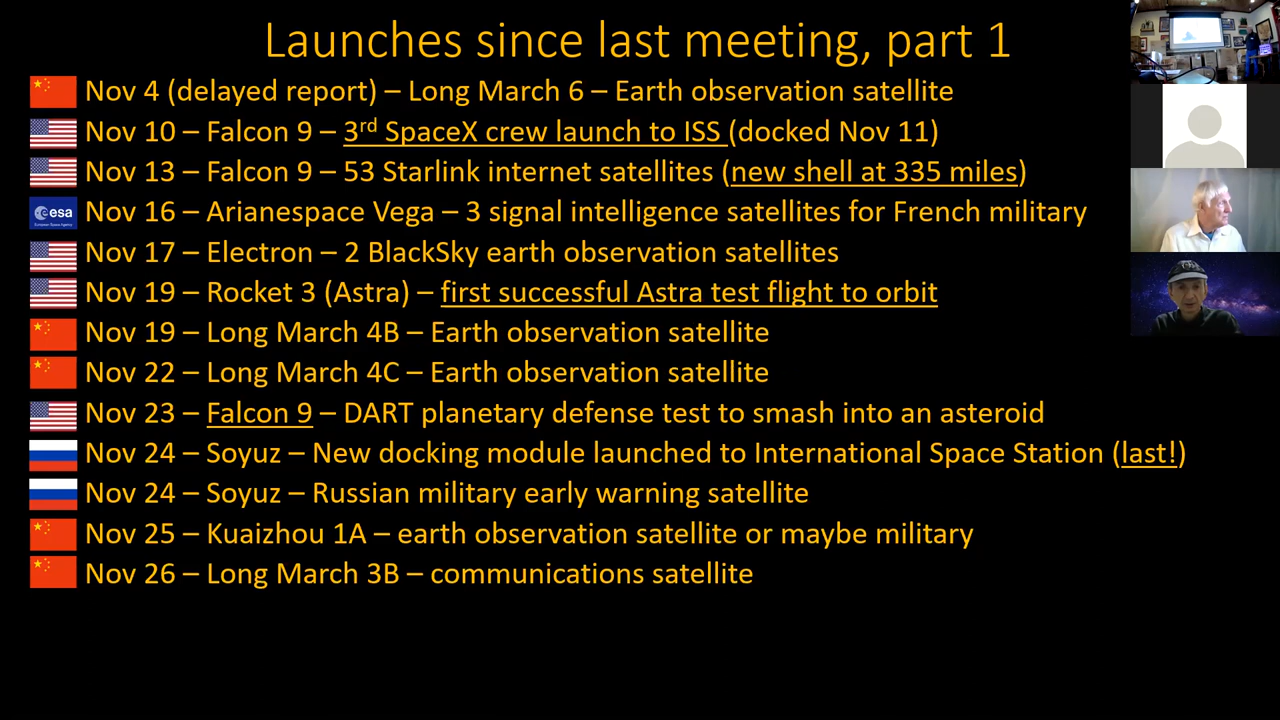 Launches since last meeting, part 1
Nov 4 (delayed report) – Long March 6 – Earth observation satellite
Nov 10 – Falcon 9 – 3rd SpaceX crew launch to ISS (docked Nov 11)
Nov 13 – Falcon 9 – 53 Starlink internet satellites (new shell at 335 miles)
esa
European Space Agency
Nov 16 – Arianespace Vega – 3 signal intelligence satellites for French military
Nov 17 – Electron – 2 BlackSky earth observation satellites
Nov 19 – Rocket 3 (Astra) – first successful Astra test flight to orbit
Nov 19 – Long March 4B – Earth observation satellite
Nov 22 – Long March 4C – Earth observation satellite
Nov 23 – Falcon 9 – DART planetary defense test to smash into an asteroid
Nov 24 – Soyuz – New docking module launched to International Space Station (last!)
Nov 24 – Soyuz – Russian military early warning satellite
Nov 25 – Kuaizhou 1A – earth observation satellite or maybe military
Nov 26 – Long March 3B – communications satellite